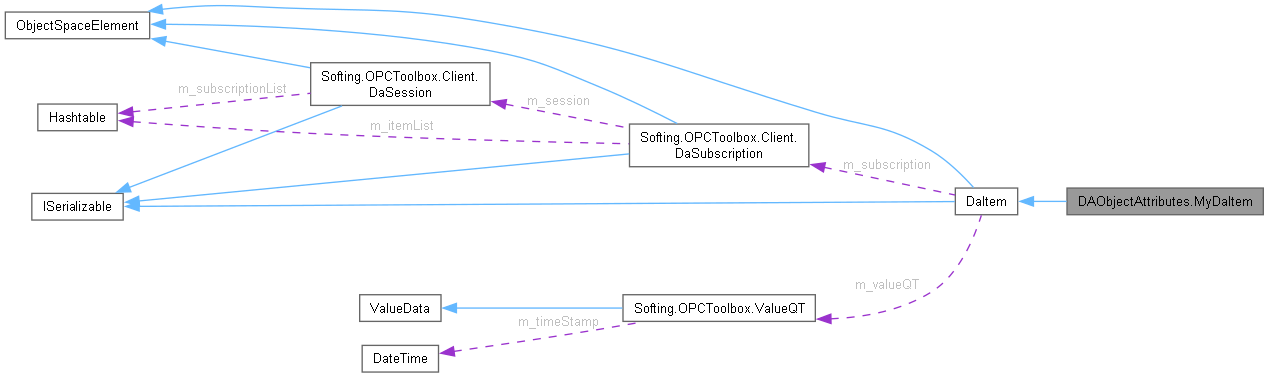 ObjectSpaceElement
Softing.OPCToolbox.Client.
DaSession
m_subscriptionList
m_session
Hashtable
m_itemList
Softing.OPCToolbox.Client.
DaSubscription
m_subscription
ISerializable
DaItem
DAObjectAttributes.MyDaItem
m_valueQT
ValueData
Softing.OPCToolbox.ValueQT
m_timeStamp
DateTime